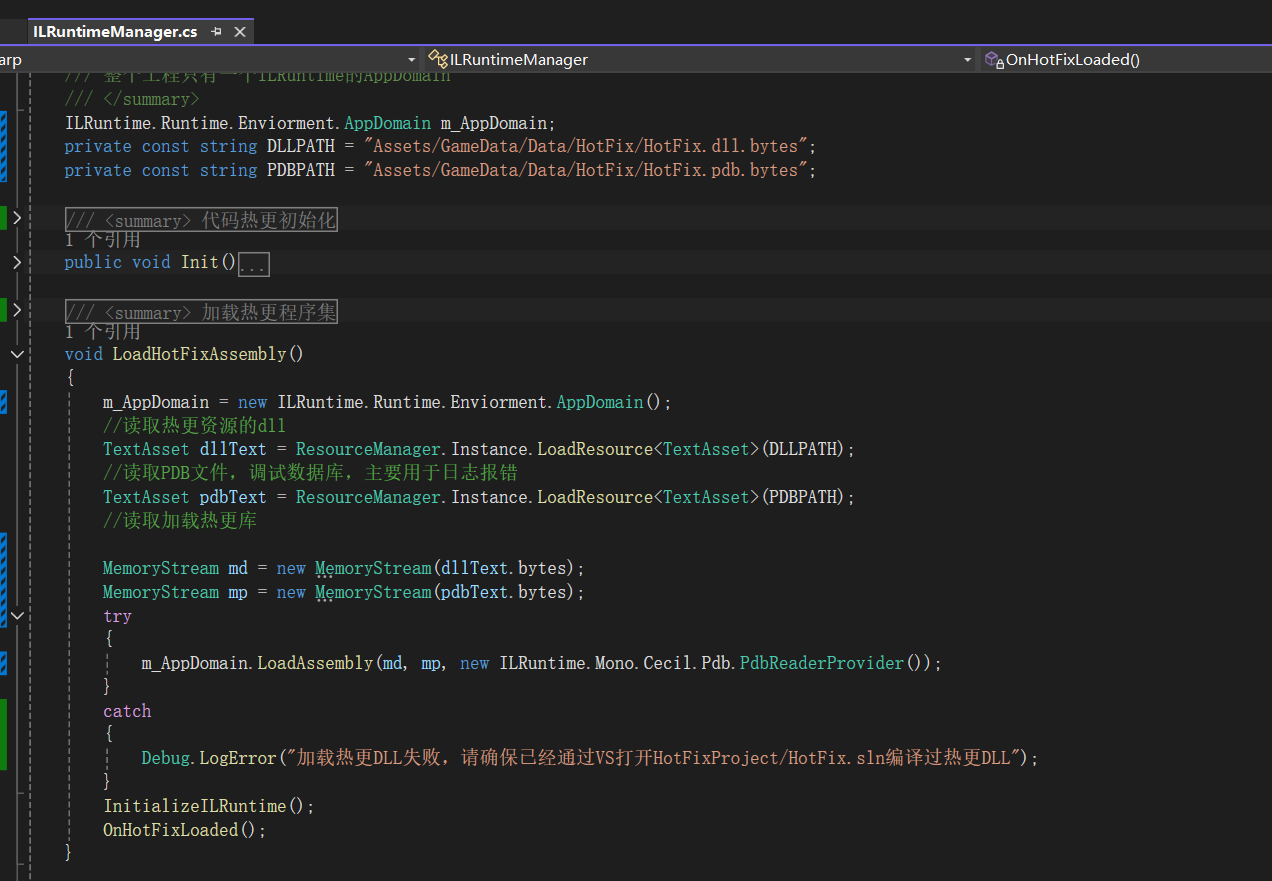 ILRuntimeManager.cs
arp
ILRuntimeManager
OnHotFixLoaded()
/// 整个工程只有一个ILRuntime的AppDomain
/// </summary>
ILRuntime.Runtime.Enviorment.AppDomain m_AppDomain;
private const string DLLPATH = "Assets/GameData/Data/HotFix/HotFix.dll.bytes";
private const string PDBPATH = "Assets/GameData/Data/HotFix/HotFix.pdb.bytes";
/// <summary> 代码热更初始化
1 个引用
public void Init()...
/// <summary> 加载热更程序集
1 个引用
void LoadHotFixAssembly()
{
m_AppDomain = new ILRuntime.Runtime.Enviorment.AppDomain();
//读取热更资源的dll
TextAsset dllText = ResourceManager.Instance.LoadResource<TextAsset>(DLLPATH);
//读取PDB文件，调试数据库，主要用于日志报错
TextAsset pdbText = ResourceManager.Instance.LoadResource<TextAsset>(PDBPATH);
//读取加载热更库
MemoryStream md = new MemoryStream(dllText.bytes);
MemoryStream mp = new MemoryStream(pdbText.bytes);
try
{
m_AppDomain.LoadAssembly(md, mp, new ILRuntime.Mono.Cecil.Pdb.PdbReaderProvider());
}
catch
{
Debug.LogError("加载热更DLL失败，请确保已经通过VS打开HotFixProject/HotFix.sln编译过热更DLL");
}
InitializeILRuntime();
OnHotFixLoaded();
}